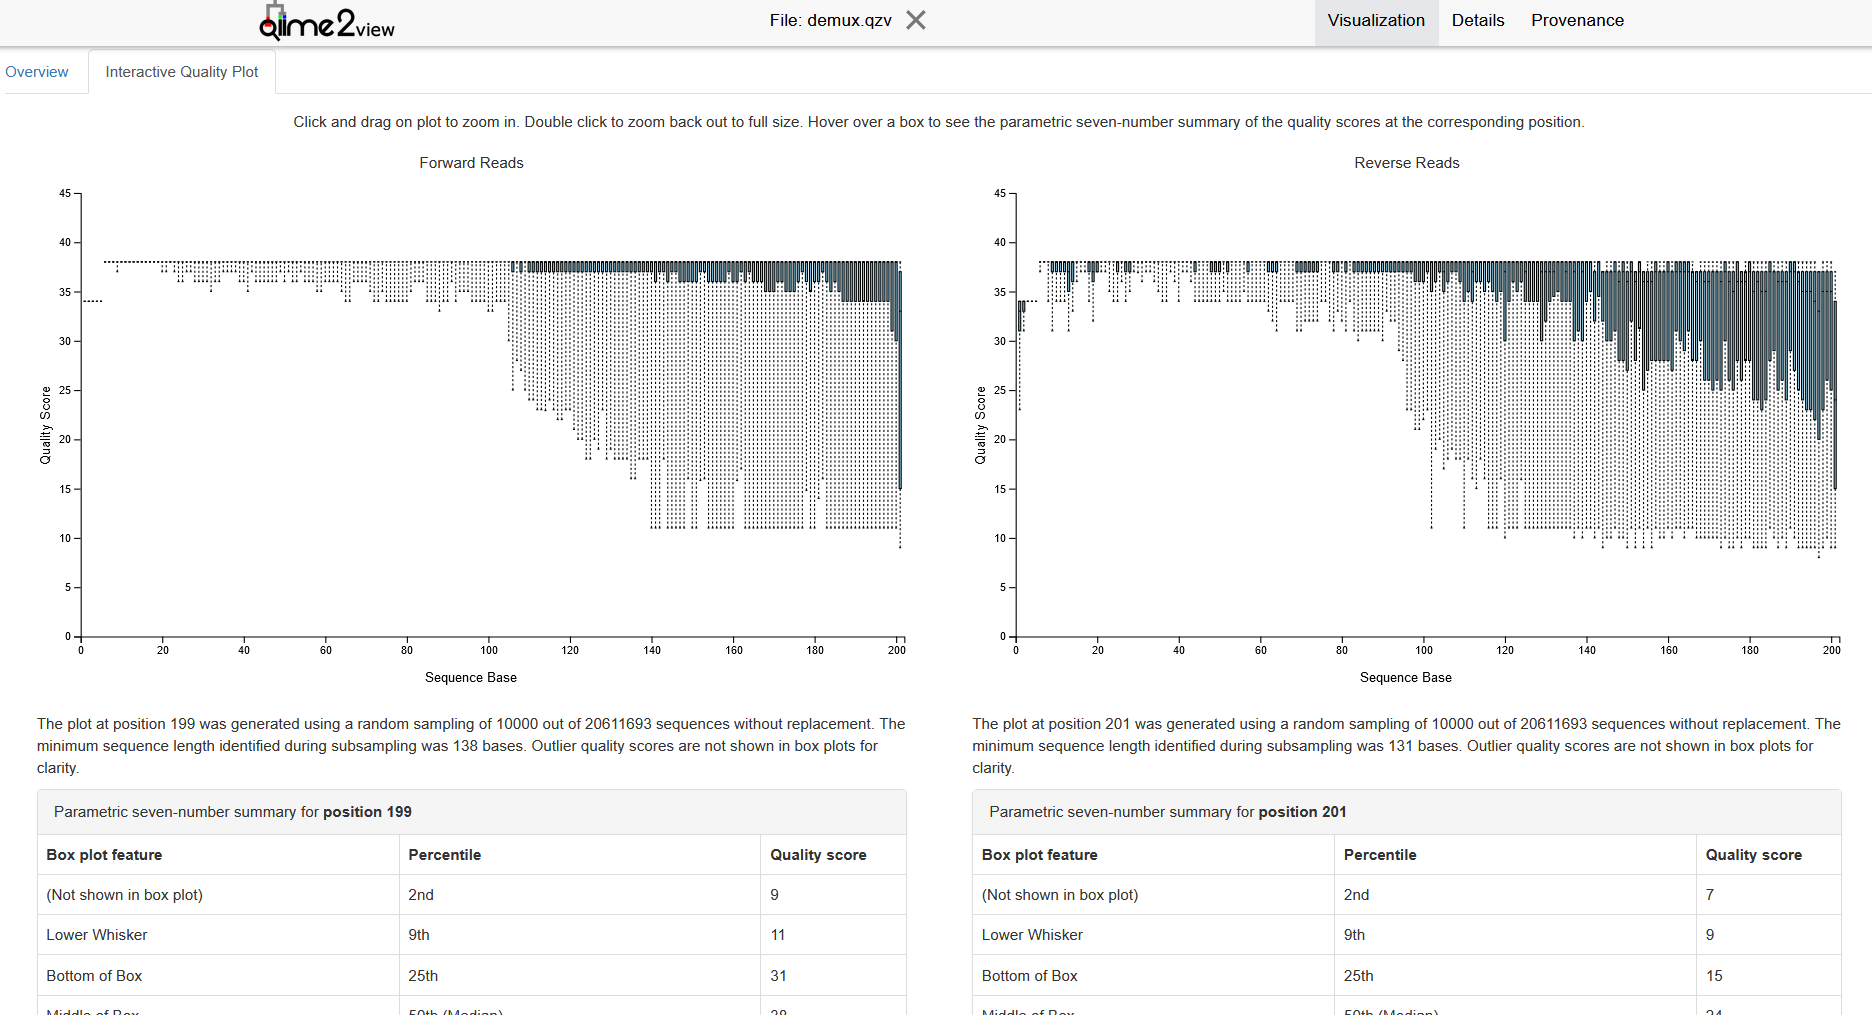 qiime2view
File: demux.qzv
Visualization
Details
Provenance
Overview
Interactive Quality Plot
Click and drag on plot to zoom in. Double click to zoom back out to full size. Hover over a box to see the parametric seven-number summary of the quality scores at the corresponding position.
Forward Reads
45
40
35
30
25
20
15
10
5
0
Quality Score
0 20 40 60 80 100 120 140 160 180 200
Sequence Base
Reverse Reads
45
40
35
30
25
20
15
10
5
0
Quality Score
0 20 40 60 80 100 120 140 160 180 200
Sequence Base
The plot at position 199 was generated using a random sampling of 10000 out of 20611693 sequences without replacement. The
minimum sequence length identified during subsampling was 138 bases. Outlier quality scores are not shown in box plots for
clarity.
Parametric seven-number summary for position 199
Box plot feature Percentile Quality score
(Not shown in box plot) 2nd 9
Lower Whisker 9th 11
Bottom of Box 25th 31
Middle of Box 50th (Median) 38
The plot at position 201 was generated using a random sampling of 10000 out of 20611693 sequences without replacement. The
minimum sequence length identified during subsampling was 131 bases. Outlier quality scores are not shown in box plots for
clarity.
Parametric seven-number summary for position 201
Box plot feature Percentile Quality score
(Not shown in box plot) 2nd 7
Lower Whisker 9th 9
Bottom of Box 25th 15
Middle of Box 50th (Median) 24